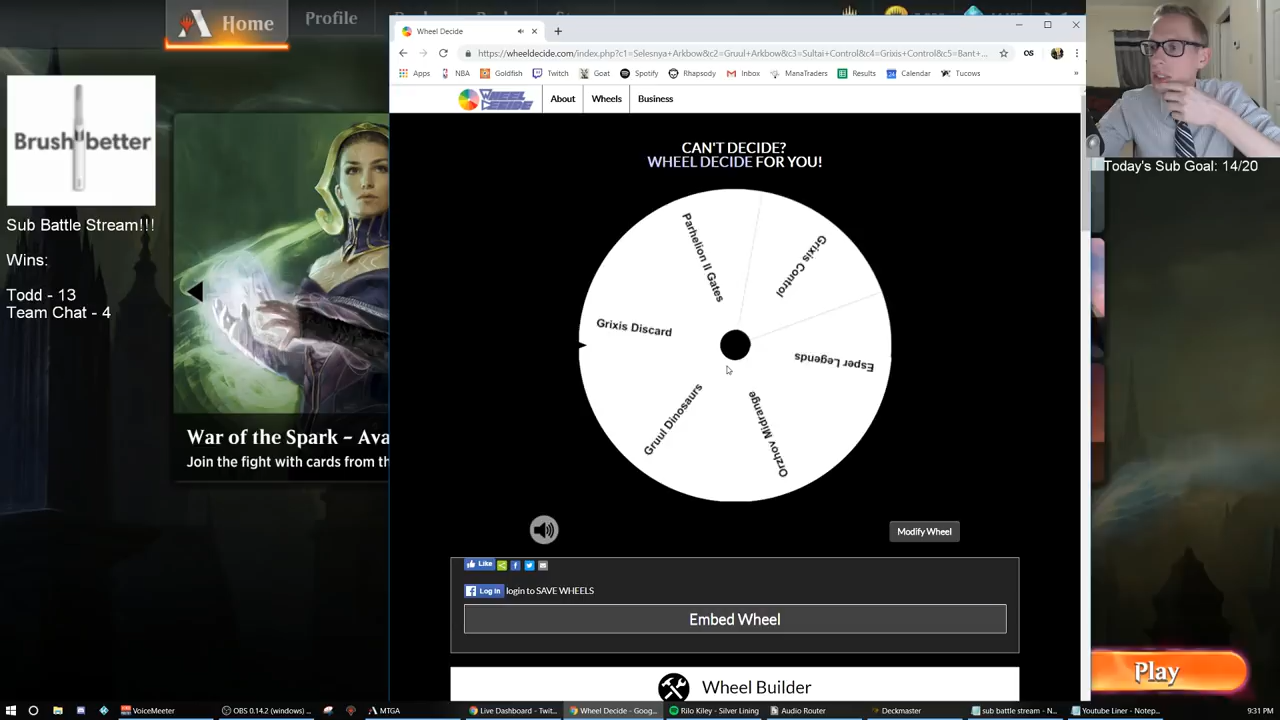 Home
Profile
Wheel Decide
https://wheeldecide.com/index.php?c1=Selesnya+Arkbow&c2=Gruul+Arkbow&c3=Sultai+Control&c4=Grixis+Control&c5=Bant+...
Apps NBA Goldfish Twitch Goat Spotify Rhapsody Inbox ManaTraders Results Calendar Tucows
WHEEL DECIDE
About
Wheels
Business
CAN'T DECIDE?
WHEEL DECIDE FOR YOU!
Parhelion II Gates
Grixis Control
Grixis Discard
Esper Legends
Gruul Dinosaurs
Orzhov Midrange
Modify Wheel
Like
Log In login to SAVE WHEELS
Embed Wheel
Wheel Builder
Brush better
Sub Battle Stream!!!
Wins:
Todd - 13
Team Chat - 4
War of the Spark - Ava
Join the fight with cards from th
Today's Sub Goal: 14/20
Play
VoiceMeeter
OBS 0.14.2 (windows) ...
MTGA
Live Dashboard - Twit...
Wheel Decide - Goog...
Rilo Kiley - Silver Lining
Audio Router
Deckmaster
sub battle stream - N...
Youtube Liner - Notep...
9:31 PM